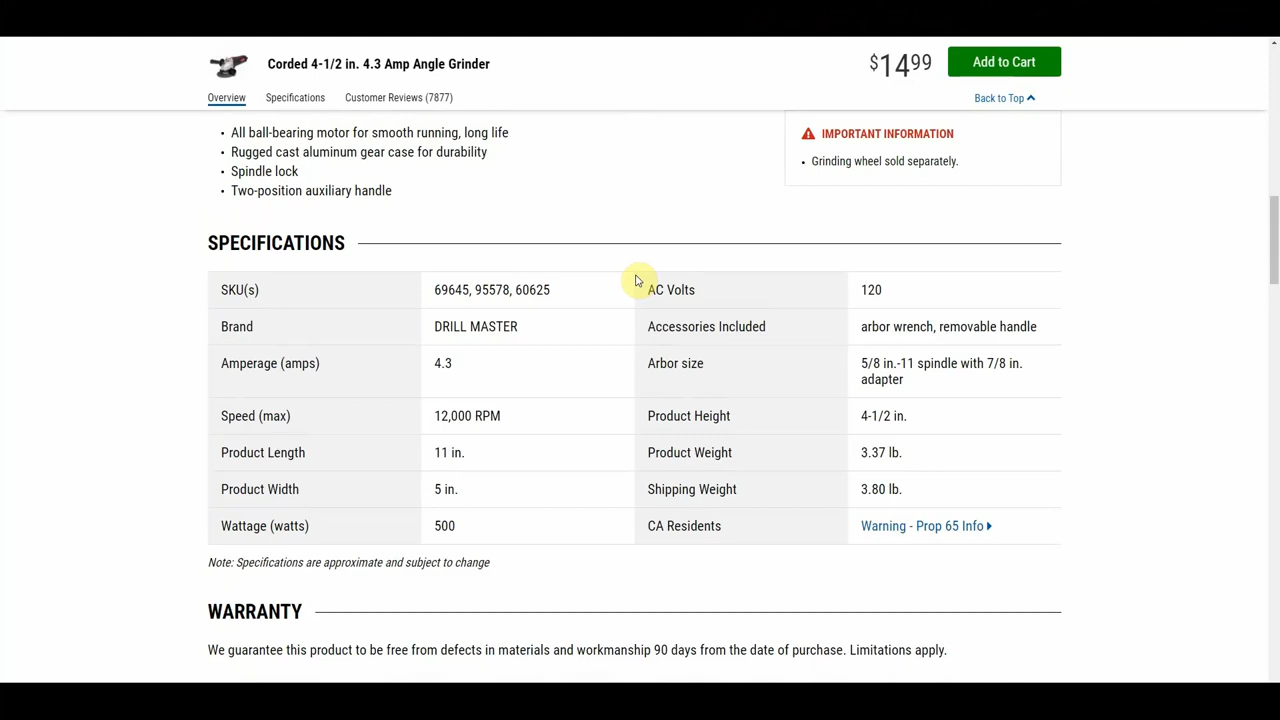 Corded 4-1/2 in. 4.3 Amp Angle Grinder
$14.99
Add to Cart
Overview
Specifications
Customer Reviews (7877)
Back to Top
• All ball-bearing motor for smooth running, long life
• Rugged cast aluminum gear case for durability
• Spindle lock
• Two-position auxiliary handle
IMPORTANT INFORMATION
• Grinding wheel sold separately.
SPECIFICATIONS
SKU(s) 69645, 95578, 60625 AC Volts 120
Brand DRILL MASTER Accessories Included arbor wrench, removable handle
Amperage (amps) 4.3 Arbor size 5/8 in.-11 spindle with 7/8 in.
adapter
Speed (max) 12,000 RPM Product Height 4-1/2 in.
Product Length 11 in. Product Weight 3.37 lb.
Product Width 5 in. Shipping Weight 3.80 lb.
Wattage (watts) 500 CA Residents Warning - Prop 65 Info
Note: Specifications are approximate and subject to change
WARRANTY
We guarantee this product to be free from defects in materials and workmanship 90 days from the date of purchase. Limitations apply.